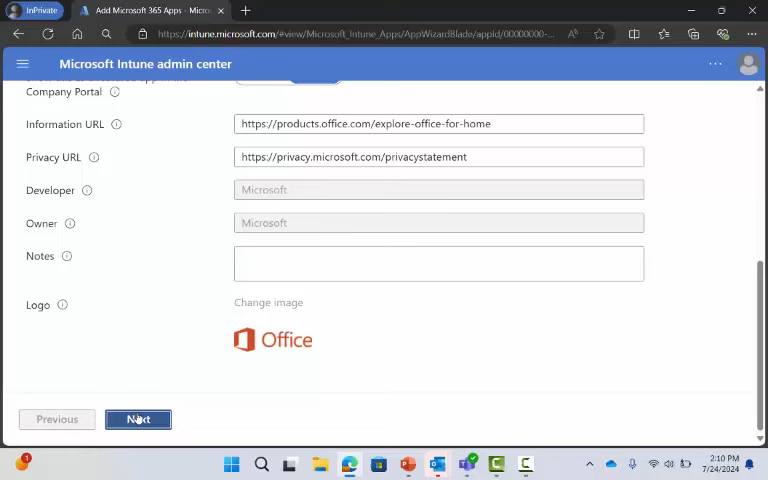 InPrivate
Add Microsoft 365 Apps - Micros
https://intune.microsoft.com/#view/Microsoft_Intune_Apps/AppWizardBlade/appId/00000000-...
Microsoft Intune admin center
Company Portal
Information URL
https://products.office.com/explore-office-for-home
Privacy URL
https://privacy.microsoft.com/privacystatement
Developer
Microsoft
Owner
Microsoft
Notes
Logo
Change image
Office
Previous
Next
1
2:10 PM
7/24/2024